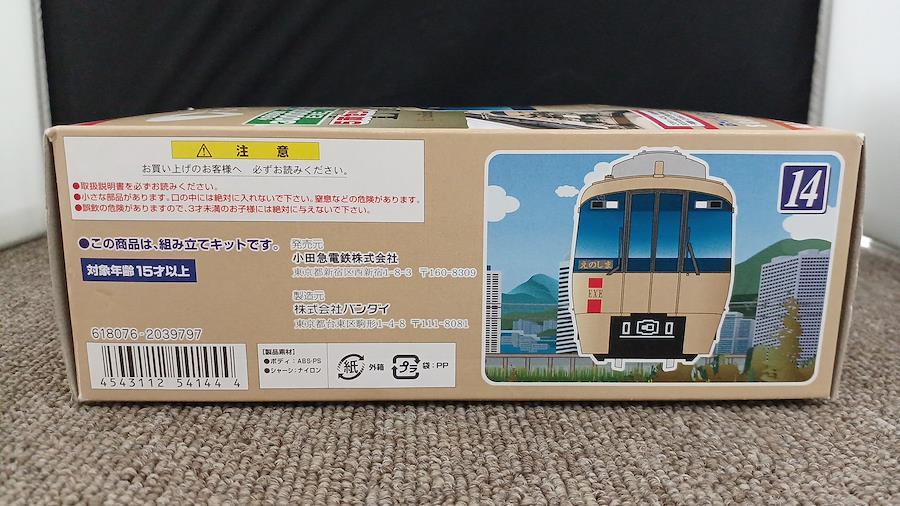 ⚠ 注意
お買い上げのお客様へ 必ずお読みください。
●取扱説明書を必ずお読みください。
●小さな部品があります。口の中には絶対に入れないで下さい。窒息などの危険があります。
●誤飲の危険がありますので、3才未満のお子様には絶対に与えないで下さい。
●この商品は、組み立てキットです。
対象年齢15才以上
発売元
小田急電鉄株式会社
東京都新宿区西新宿1-8-3 〒160-8309
製造元
株式会社バンダイ
東京都台東区駒形1-4-8 〒111-8081
618076-2039797
4543112 54144 4
【製品素材】
●ボディ:ABS・PS
●シャーシ:ナイロン
紙 外箱
プラ 袋:PP
14
えのしま
EXE